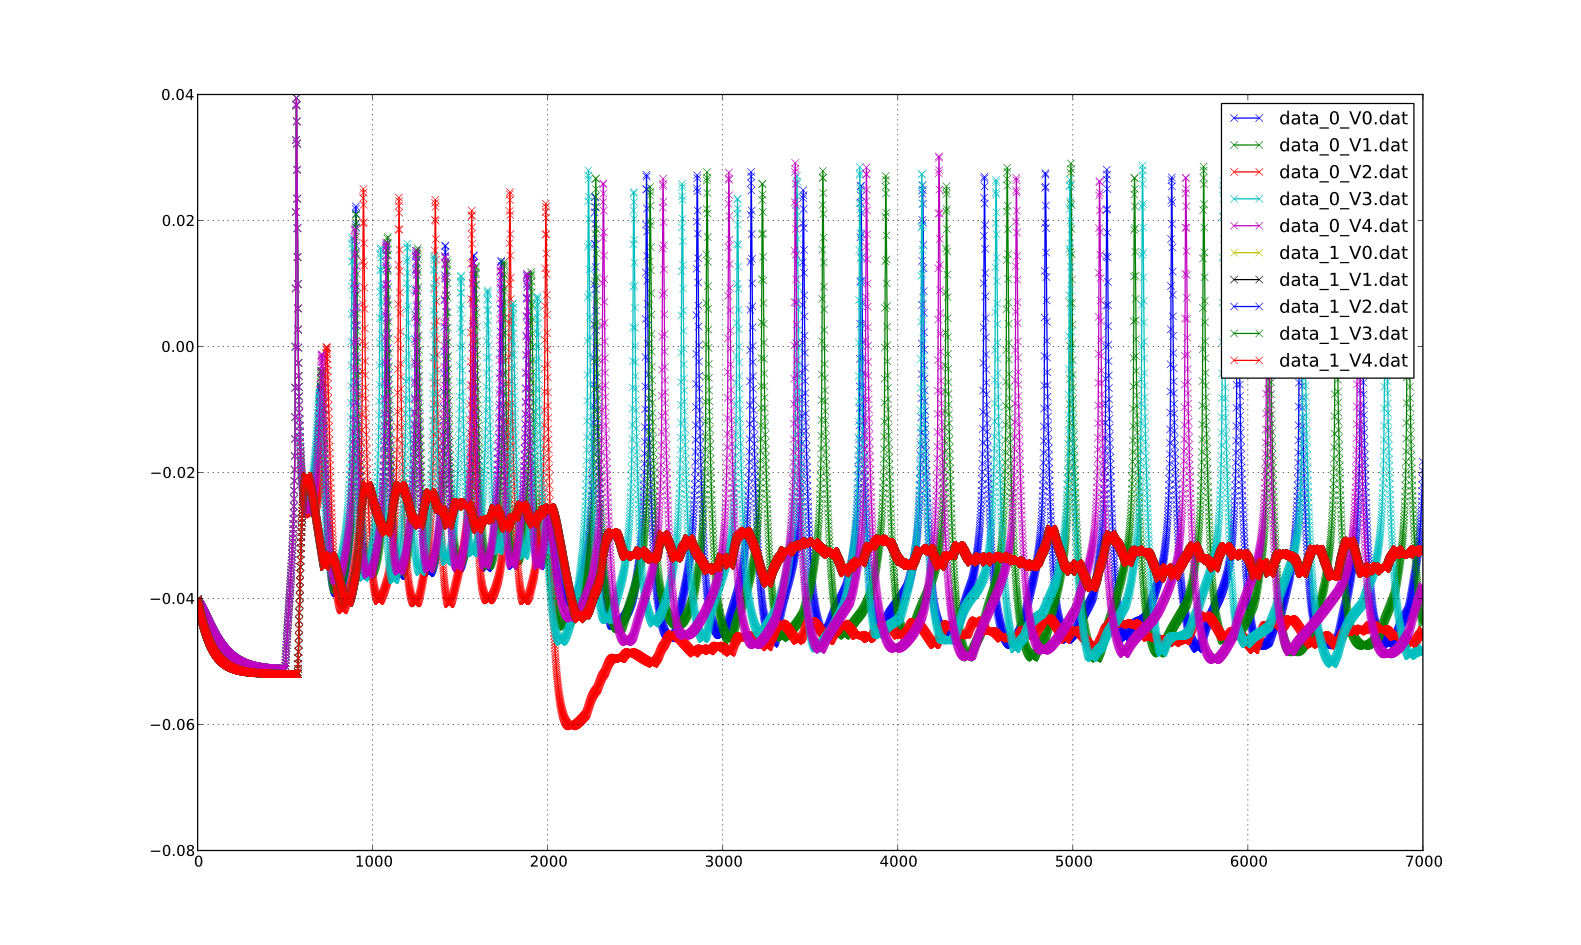 0.04
0.02
0.00
−0.02
−0.04
−0.06
−0.08
0 1000 2000 3000 4000 5000 6000 7000
data_0_V0.dat
data_0_V1.dat
data_0_V2.dat
data_0_V3.dat
data_0_V4.dat
data_1_V0.dat
data_1_V1.dat
data_1_V2.dat
data_1_V3.dat
data_1_V4.dat